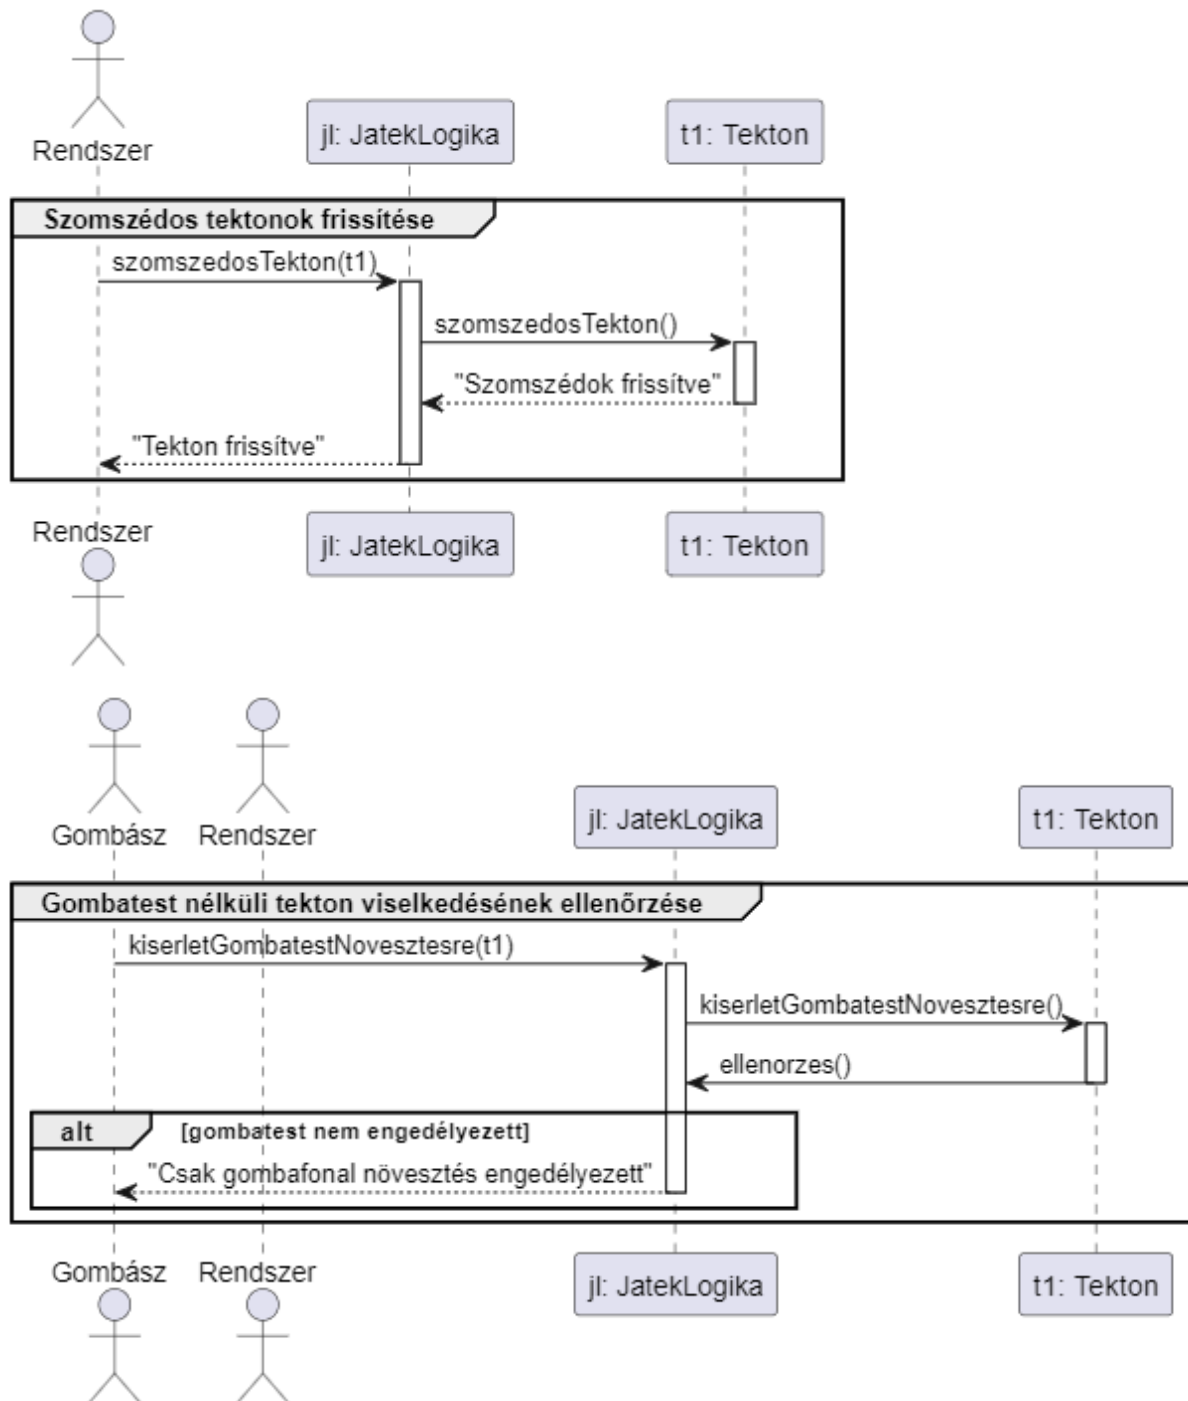 Rendszer
jl: JatekLogika
t1: Tekton
Szomszédos tektonok frissítése
szomszedosTekton(t1)
szomszedosTekton()
"Szomszédok frissítve"
"Tekton frissítve"
Rendszer
jl: JatekLogika
t1: Tekton
Gombász
Rendszer
jl: JatekLogika
t1: Tekton
Gombatest nélküli tekton viselkedésének ellenőrzése
kiserletGombatestNovesztesre(t1)
kiserletGombatestNovesztesre()
ellenorzes()
alt
[gombatest nem engedélyezett]
"Csak gombafonal növesztés engedélyezett"
Gombász
Rendszer
jl: JatekLogika
t1: Tekton